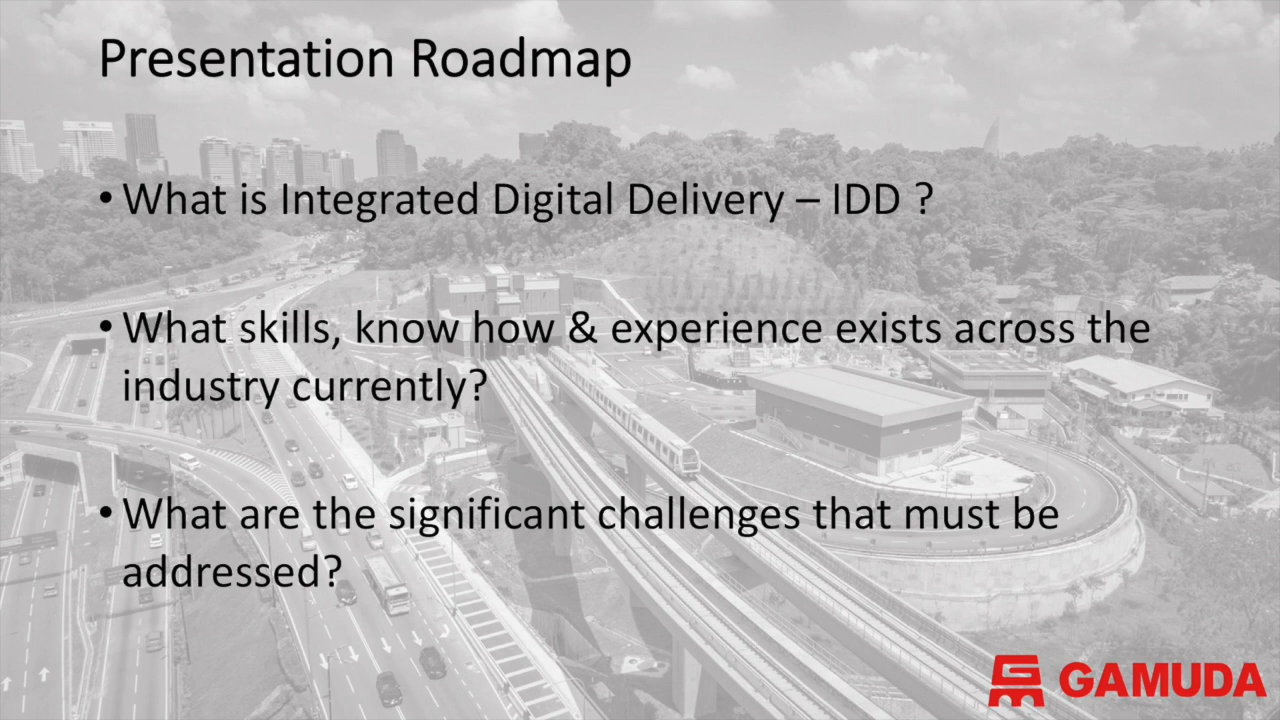 Presentation Roadmap
• What is Integrated Digital Delivery – IDD ?
• What skills, know how & experience exists across the
industry currently?
• What are the significant challenges that must be
addressed?
GAMUDA